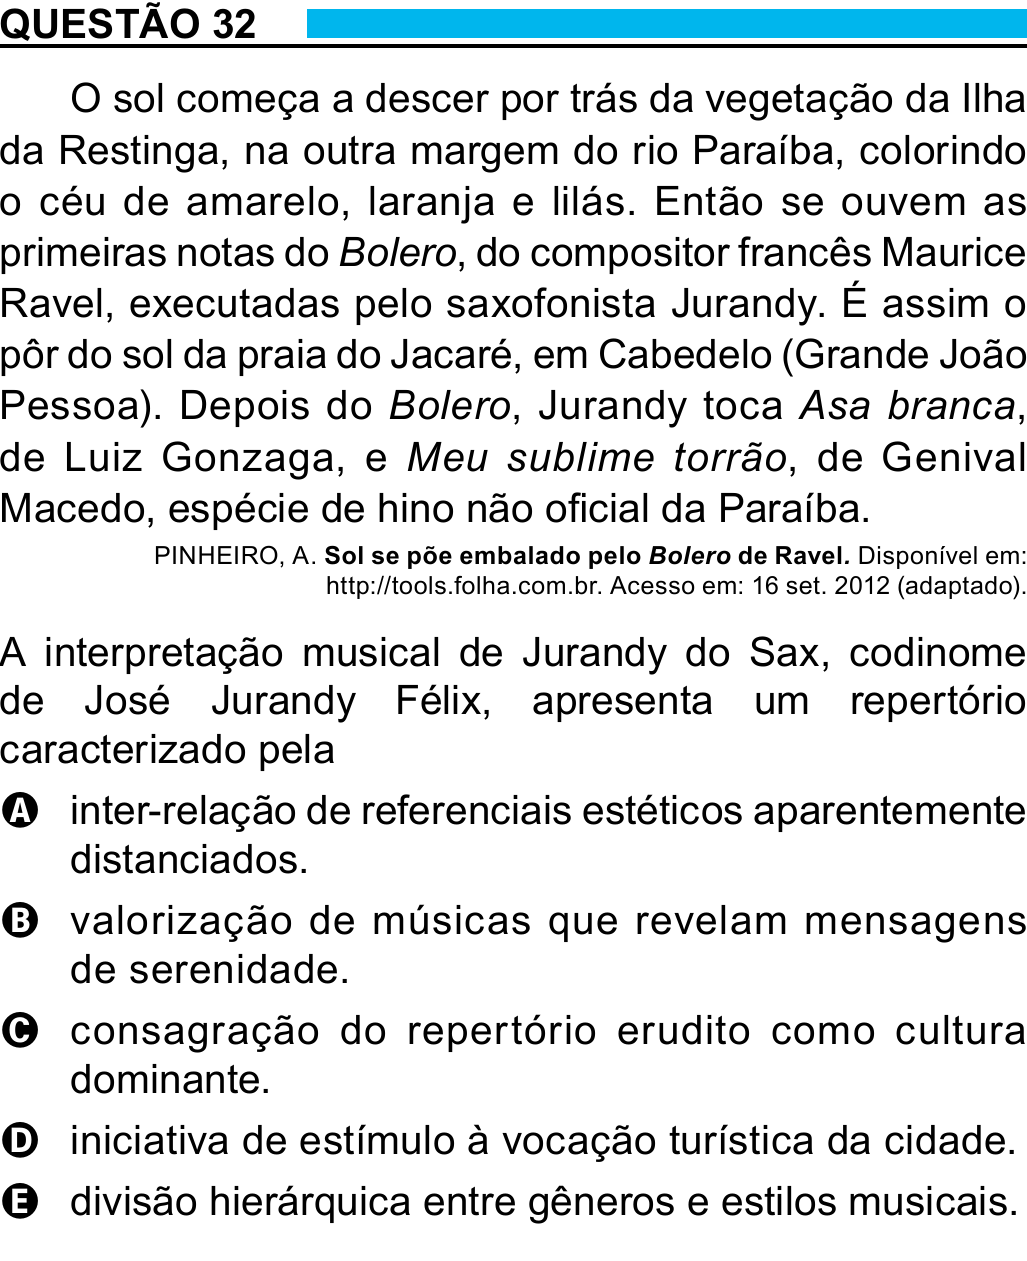 QUESTÃO 32
O sol começa a descer por trás da vegetação da Ilha
da Restinga, na outra margem do rio Paraíba, colorindo
o céu de amarelo, laranja e lilás. Então se ouvem as
primeiras notas do Bolero, do compositor francês Maurice
Ravel, executadas pelo saxofonista Jurandy. É assim o
pôr do sol da praia do Jacaré, em Cabedelo (Grande João
Pessoa). Depois do Bolero, Jurandy toca Asa branca,
de Luiz Gonzaga, e Meu sublime torrão, de Genival
Macedo, espécie de hino não oficial da Paraíba.
PINHEIRO, A. Sol se põe embalado pelo Bolero de Ravel. Disponível em:
http://tools.folha.com.br. Acesso em: 16 set. 2012 (adaptado).
A interpretação musical de Jurandy do Sax, codinome
de José Jurandy Félix, apresenta um repertório
caracterizado pela
A inter-relação de referenciais estéticos aparentemente
distanciados.
B valorização de músicas que revelam mensagens
de serenidade.
C consagração do repertório erudito como cultura
dominante.
D iniciativa de estímulo à vocação turística da cidade.
E divisão hierárquica entre gêneros e estilos musicais.